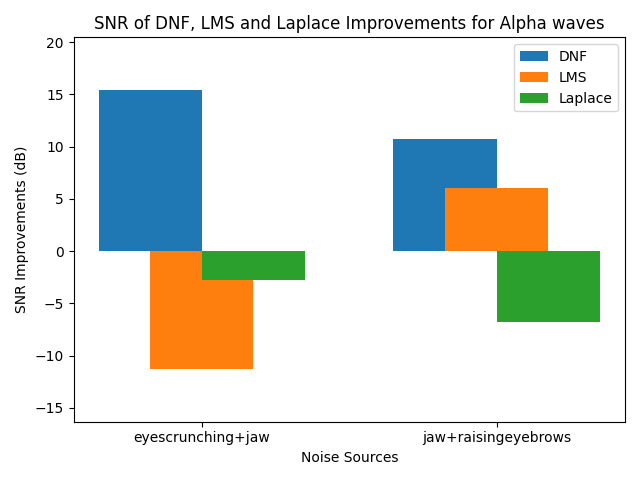 SNR of DNF, LMS and Laplace Improvements for Alpha waves
DNF
LMS
Laplace
SNR Improvements (dB)
20
15
10
5
0
−5
−10
−15
eyescrunching+jaw
jaw+raisingeyebrows
Noise Sources